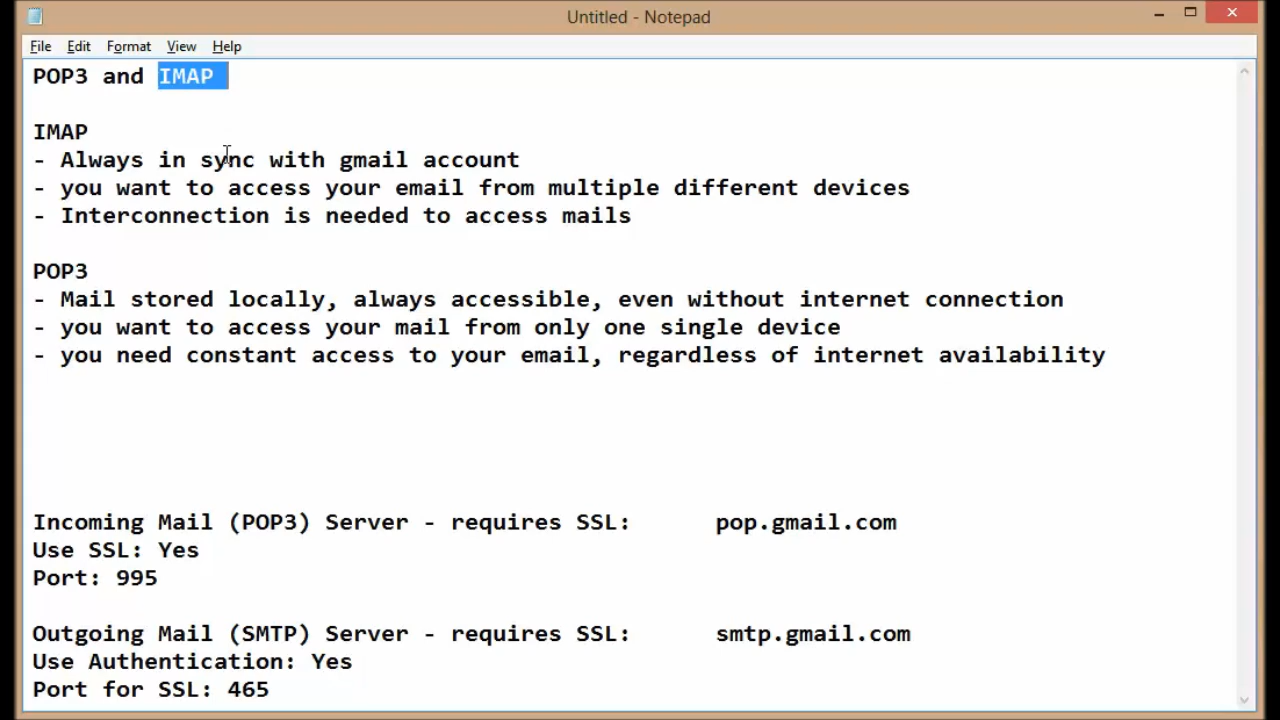 Untitled - Notepad
File Edit Format View Help
POP3 and IMAP
IMAP
- Always in sync with gmail account
- you want to access your email from multiple different devices
- Interconnection is needed to access mails
POP3
- Mail stored locally, always accessible, even without internet connection
- you want to access your mail from only one single device
- you need constant access to your email, regardless of internet availability
Incoming Mail (POP3) Server - requires SSL: pop.gmail.com
Use SSL: Yes
Port: 995
Outgoing Mail (SMTP) Server - requires SSL: smtp.gmail.com
Use Authentication: Yes
Port for SSL: 465